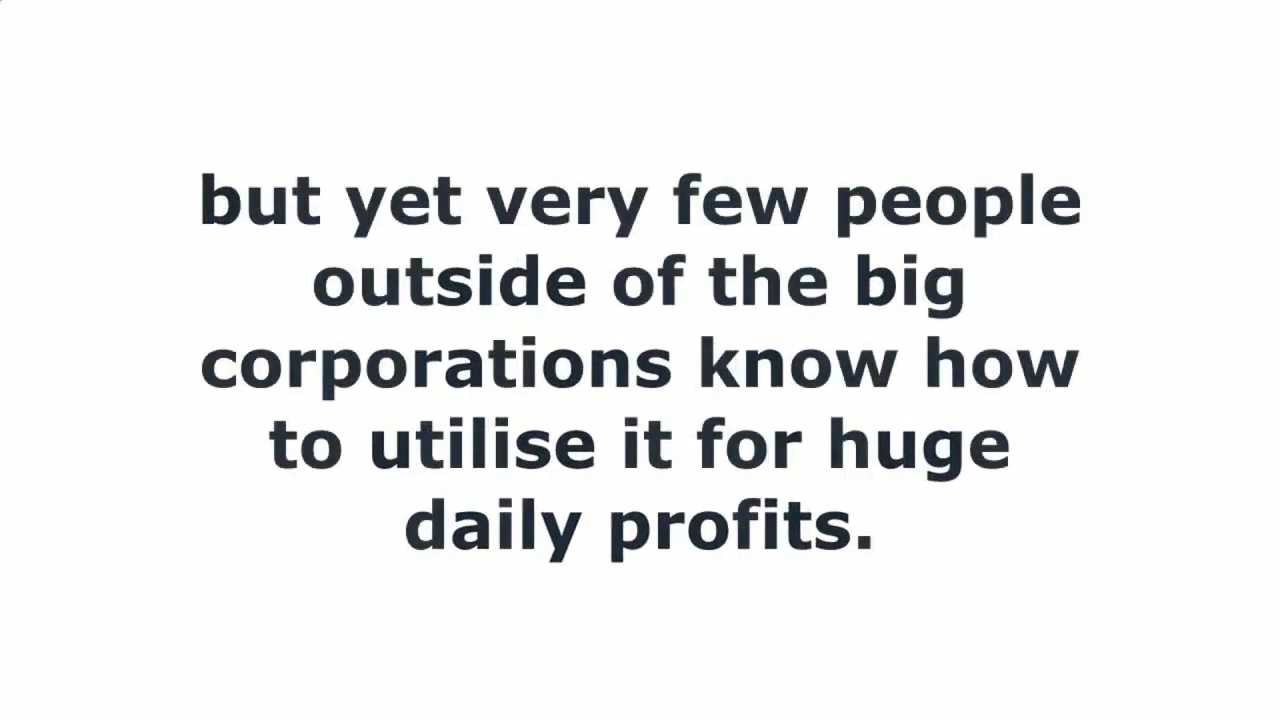 but yet very few people
outside of the big
corporations know how
to utilise it for huge
daily profits.